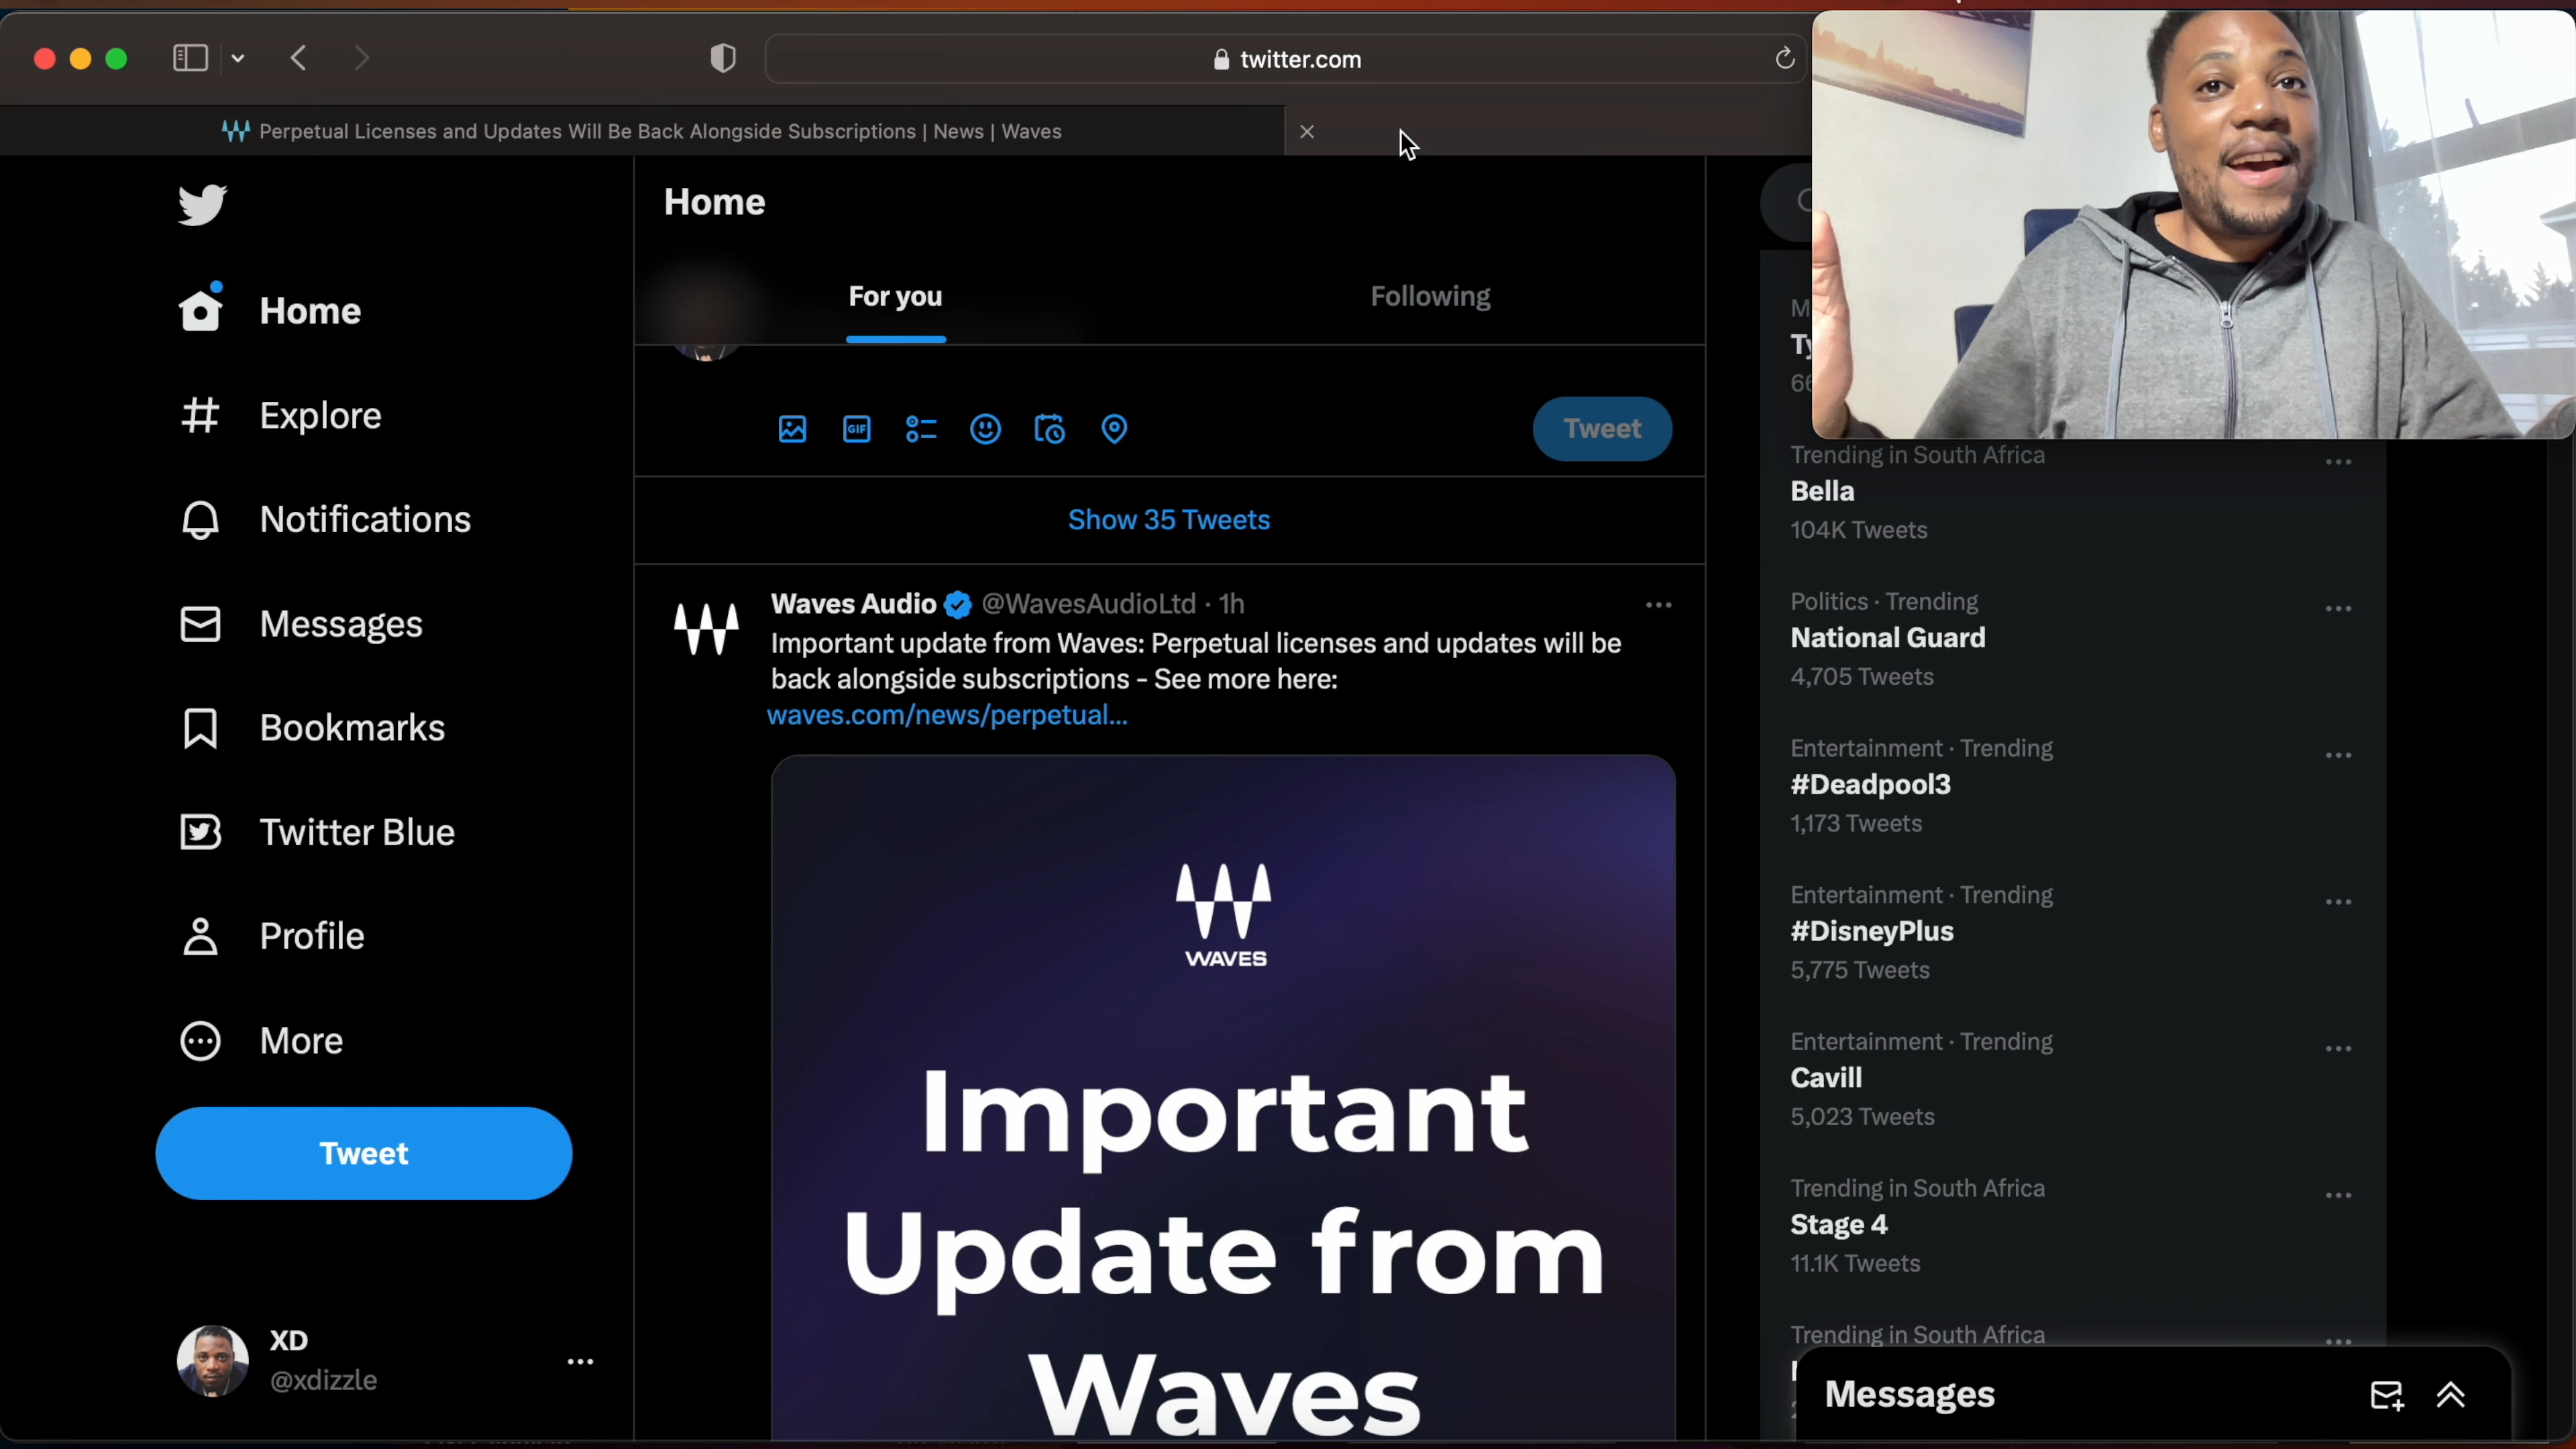 twitter.com
Perpetual Licenses and Updates Will Be Back Alongside Subscriptions | News | Waves
Home
Explore
Notifications
Messages
Bookmarks
Twitter Blue
Profile
More
Tweet
XD
@xdizzle
Home
For you
Following
GIF
Tweet
Show 35 Tweets
Waves Audio @WavesAudioLtd · 1h
Important update from Waves: Perpetual licenses and updates will be
back alongside subscriptions - See more here:
waves.com/news/perpetual...
WAVES
Important
Update from
Waves
Trending in South Africa
Bella
104K Tweets
Politics · Trending
National Guard
4,705 Tweets
Entertainment · Trending
#Deadpool3
1,173 Tweets
Entertainment · Trending
#DisneyPlus
5,775 Tweets
Entertainment · Trending
Cavill
5,023 Tweets
Trending in South Africa
Stage 4
11.1K Tweets
Trending in South Africa
Messages